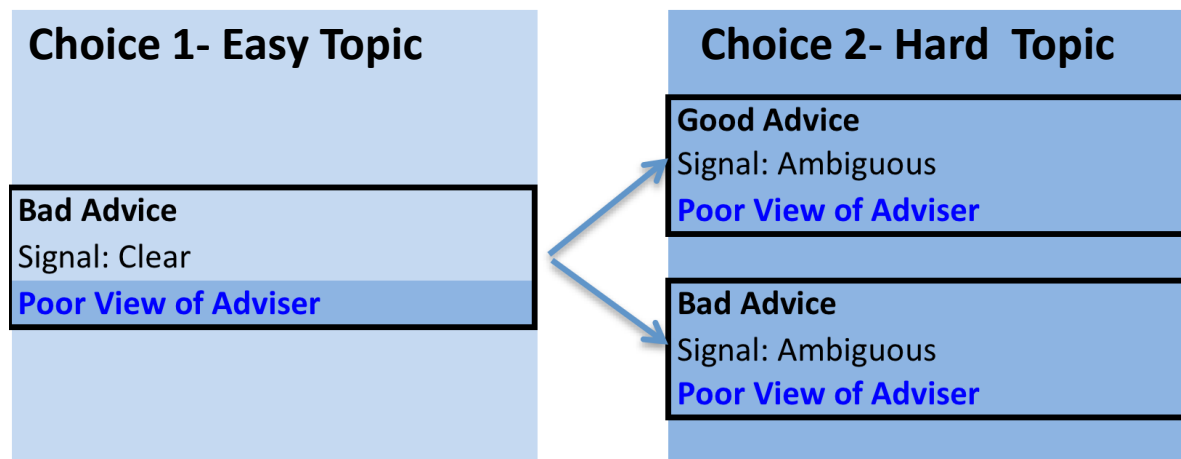 Choice 1- Easy Topic
Bad Advice
Signal: Clear
Poor View of Adviser
Choice 2- Hard Topic
Good Advice
Signal: Ambiguous
Poor View of Adviser
Bad Advice
Signal: Ambiguous
Poor View of Adviser